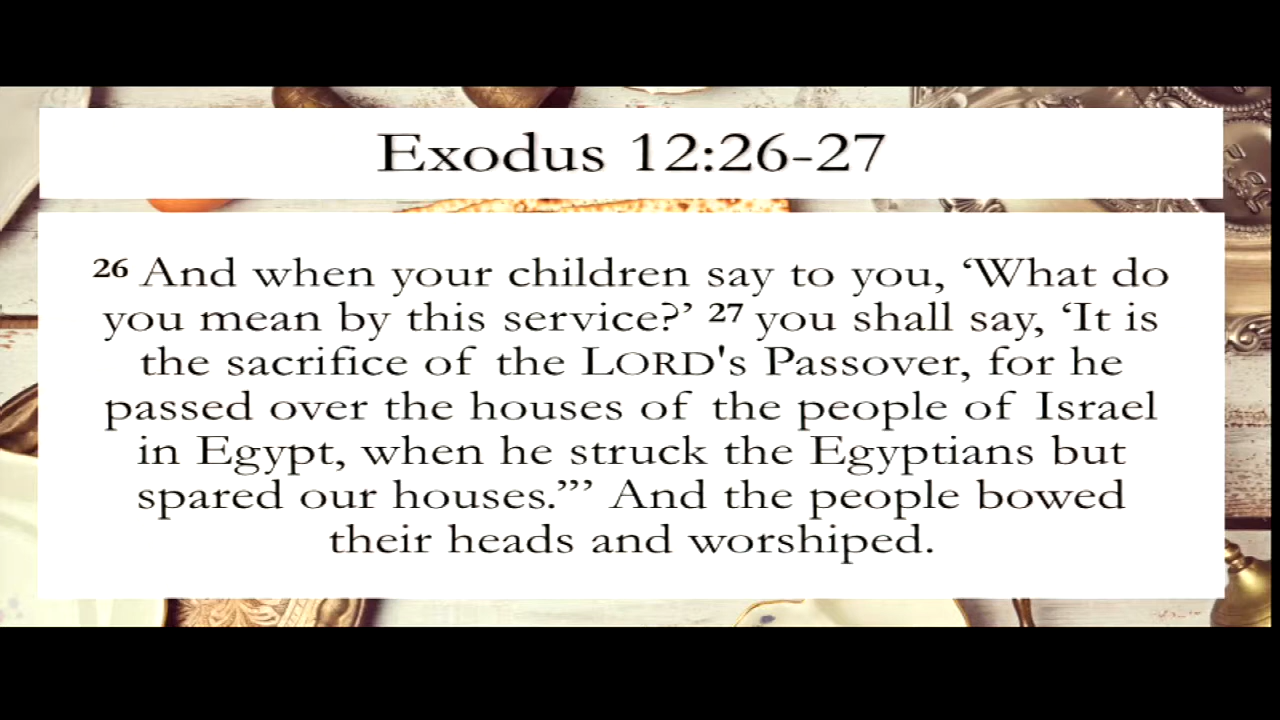 Exodus 12:26-27
26 And when your children say to you, ‘What do
you mean by this service?’ 27 you shall say, ‘It is
the sacrifice of the LORD's Passover, for he
passed over the houses of the people of Israel
in Egypt, when he struck the Egyptians but
spared our houses.”’ And the people bowed
their heads and worshiped.